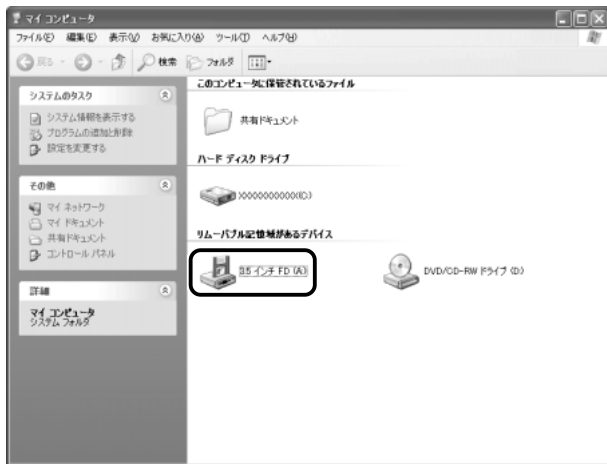 マイ コンピュータ
ファイル(F) 編集(E) 表示(V) お気に入り(A) ツール(T) ヘルプ(H)
戻る 検索 フォルダ
システムのタスク
システム情報を表示する
プログラムの追加と削除
設定を変更する
その他
マイ ネットワーク
マイ ドキュメント
共有ドキュメント
コントロール パネル
詳細
マイ コンピュータ
システム フォルダ
このコンピュータに保管されているファイル
共有ドキュメント
ハード ディスク ドライブ
XXXXXXXXXXX(C:)
リムーバブル記憶域があるデバイス
3.5 インチ FD (A:)
DVD/CD-RW ドライブ (D:)